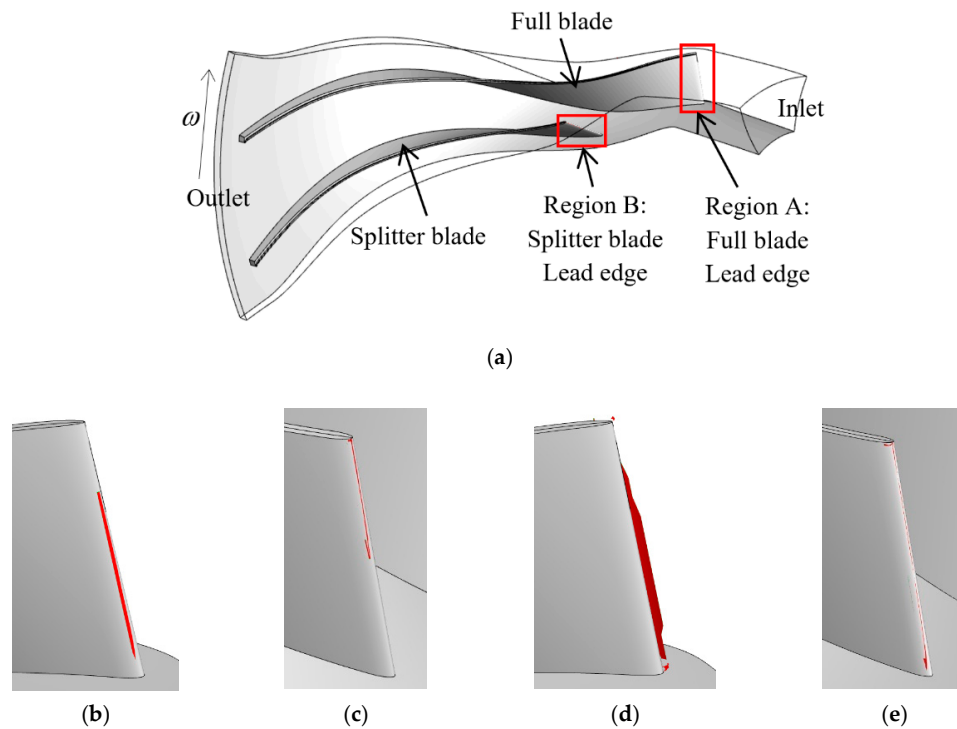 Full blade
ω
Inlet
Outlet
Splitter blade
Region B:
Splitter blade
Lead edge
Region A:
Full blade
Lead edge
(a)
(b)
(c)
(d)
(e)